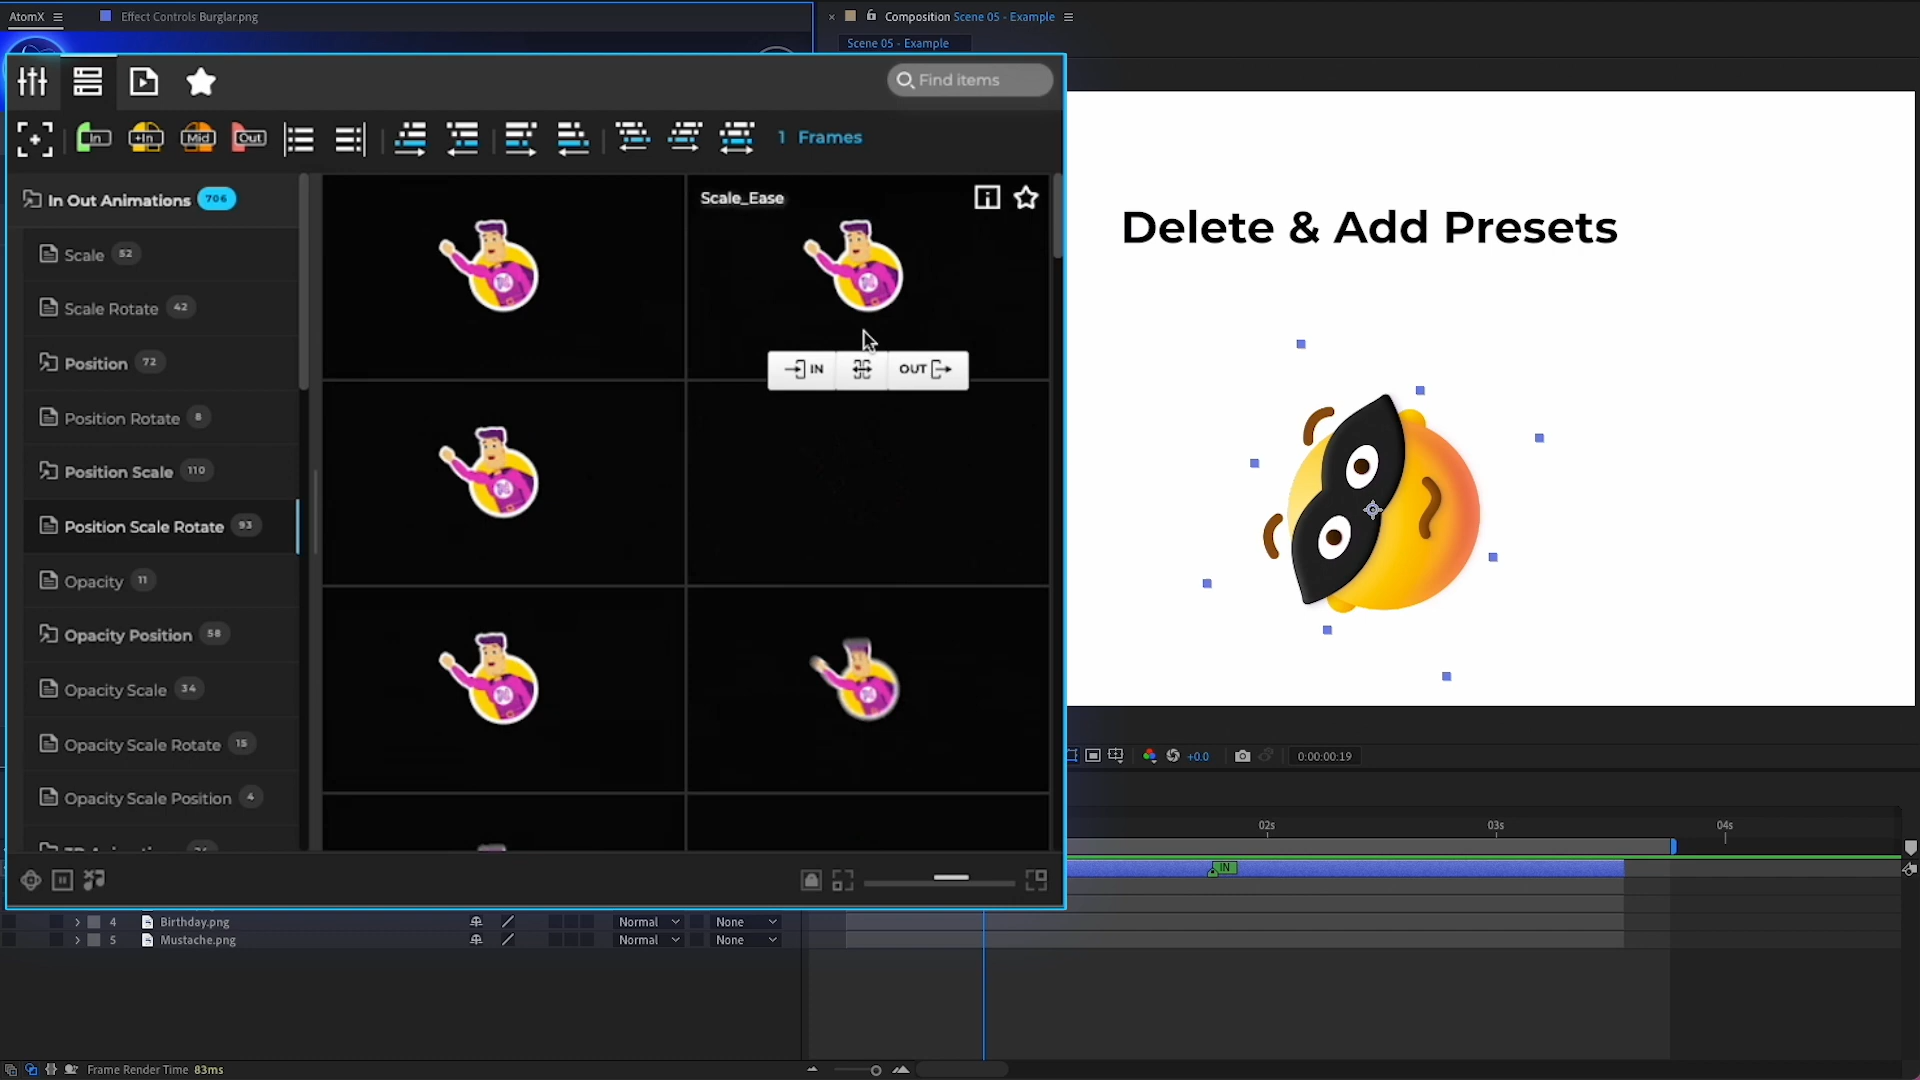 AtomX
Effect Controls Burglar.png
Composition Scene 05 - Example
Scene 05 - Example
Find items
In
+In
Mid
Out
1 Frames
In Out Animations 706
Scale 52
Scale Rotate 42
Position 72
Position Rotate 8
Position Scale 110
Position Scale Rotate 93
Opacity 11
Opacity Position 58
Opacity Scale 34
Opacity Scale Rotate 15
Opacity Scale Position 4
Scale_Ease
IN
OUT
Delete & Add Presets
+0.0
0:00:00:19
02s
03s
04s
IN
4 Birthday.png Normal None
5 Mustache.png Normal None
Frame Render Time 83ms